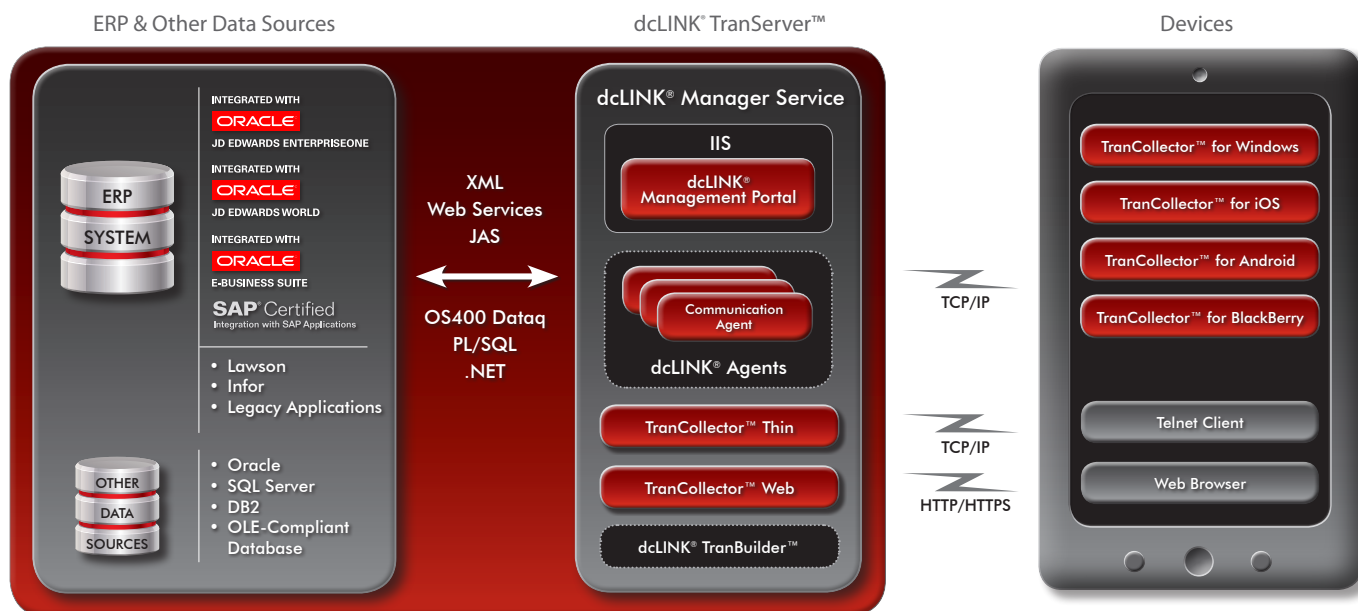 ERP & Other Data Sources
dcLINK® TranServer™
Devices
ERP
SYSTEM
INTEGRATED WITH
ORACLE
JD EDWARDS ENTERPRISEONE
INTEGRATED WITH
ORACLE
JD EDWARDS WORLD
INTEGRATED WITH
ORACLE
E-BUSINESS SUITE
SAP® Certified
Integration with SAP Applications
• Lawson
• Infor
• Legacy Applications
OTHER
DATA
SOURCES
• Oracle
• SQL Server
• DB2
• OLE-Compliant
Database
XML
Web Services
JAS
OS400 Dataq
PL/SQL
.NET
dcLINK® Manager Service
IIS
dcLINK®
Management Portal
Communication
Agent
dcLINK® Agents
TranCollector™ Thin
TranCollector™ Web
dcLINK® TranBuilder™
TCP/IP
TCP/IP
HTTP/HTTPS
TranCollector™ for Windows
TranCollector™ for iOS
TranCollector™ for Android
TranCollector™ for BlackBerry
Telnet Client
Web Browser